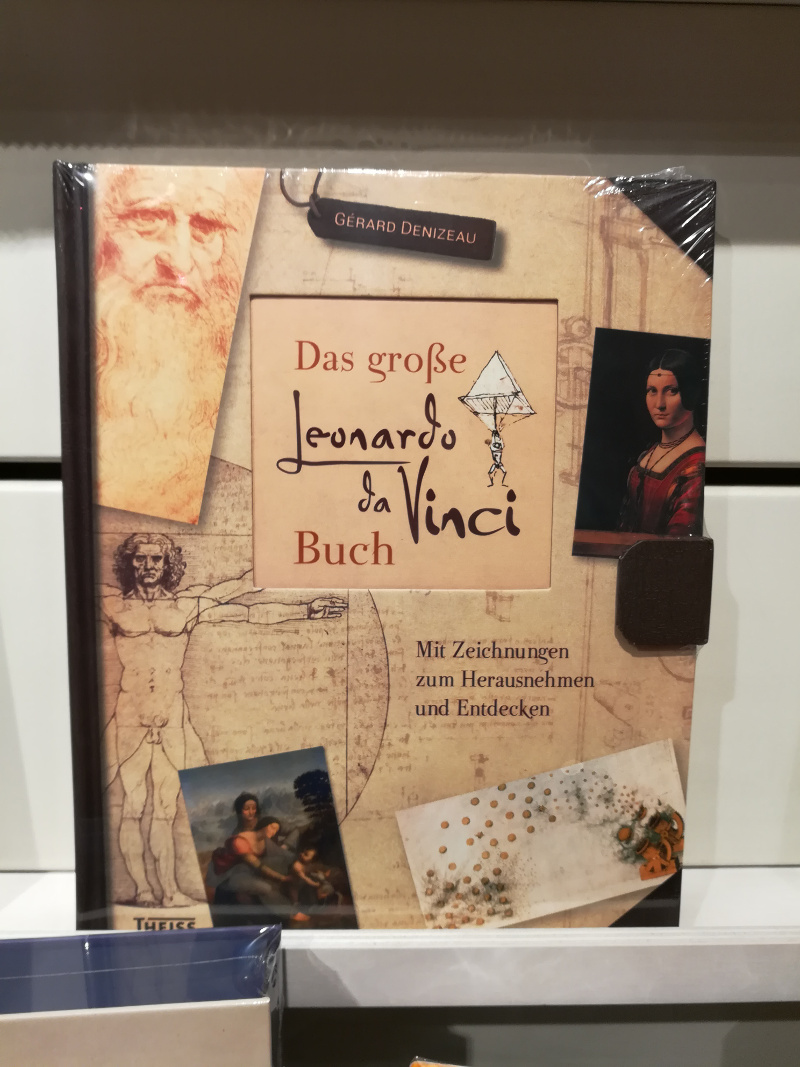 GÉRARD DENIZEAU
Das große
Leonardo
da Vinci
Buch
Mit Zeichnungen
zum Herausnehmen
und Entdecken
THEISS